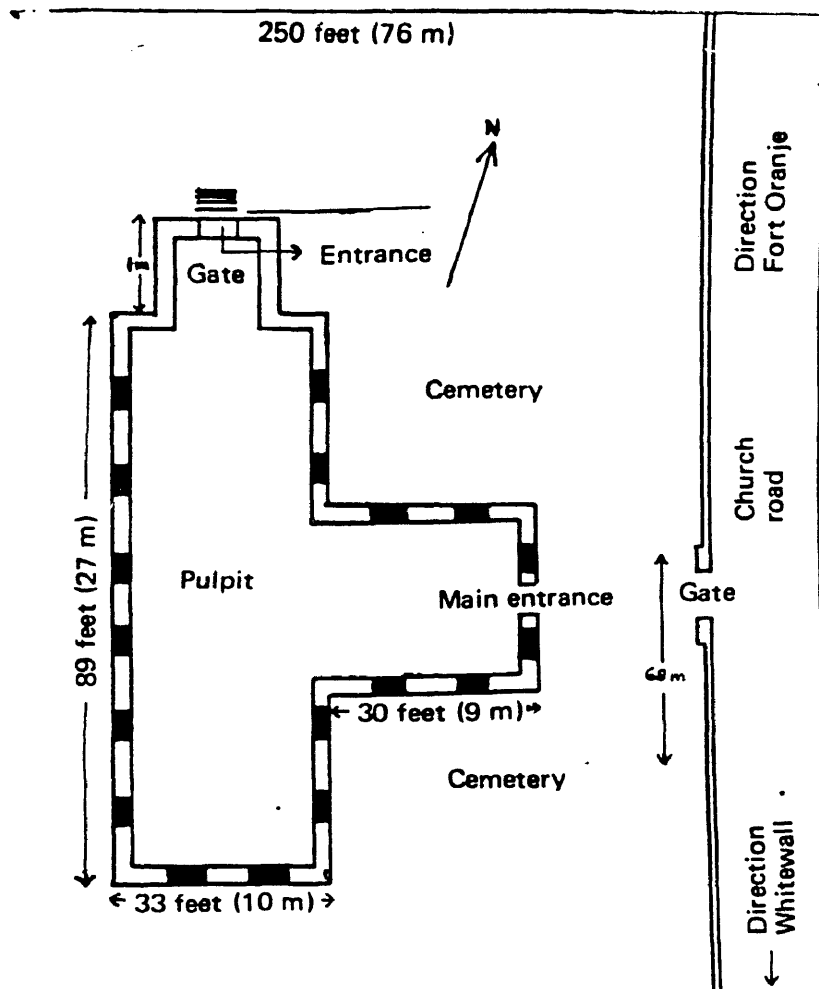 250 feet (76 m)
N
Direction
Fort Oranje
Entrance
Gate
Cemetery
Church
road
89 feet (27 m)
Pulpit
Main entrance
Gate
30 feet (9 m)
Cemetery
33 feet (10 m)
Direction
Whitewall